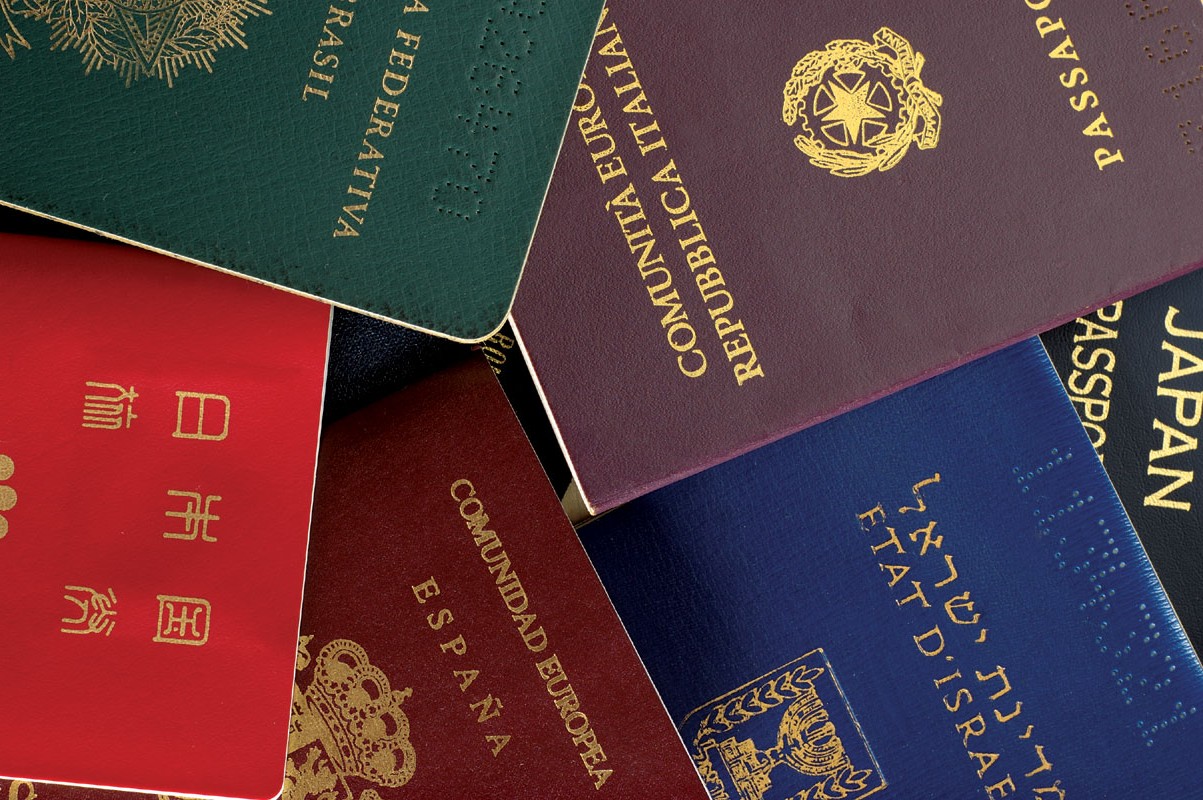 A FEDERATIVA
BRASIL
COMUNITÀ EURO
REPUBBLICA ITALIAN
PASSAPO
JAPAN
PASSPO
日本国
旅券
COMUNIDAD EUROPEA
ESPAÑA
מדינת ישראל
ETAT D'ISRAE